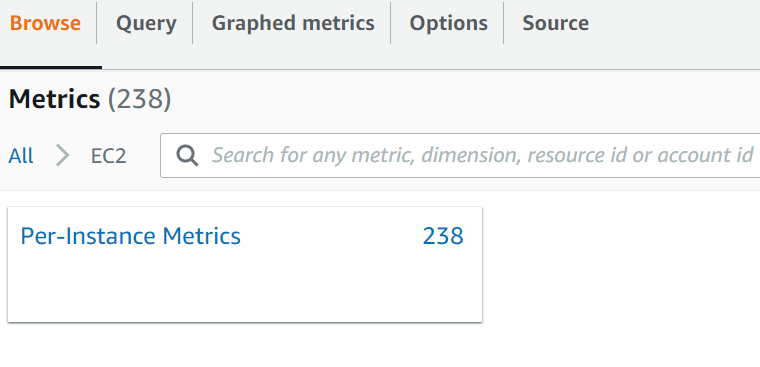 Browse Query Graphed metrics Options Source
Metrics (238)
All EC2 Search for any metric, dimension, resource id or account id
Per-Instance Metrics 238